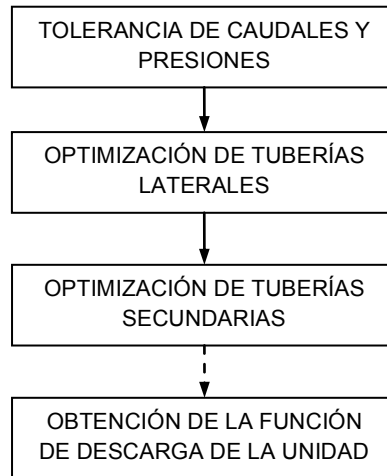 TOLERANCIA DE CAUDALES Y
PRESIONES
OPTIMIZACIÓN DE TUBERÍAS
LATERALES
OPTIMIZACIÓN DE TUBERÍAS
SECUNDARIAS
OBTENCIÓN DE LA FUNCIÓN
DE DESCARGA DE LA UNIDAD